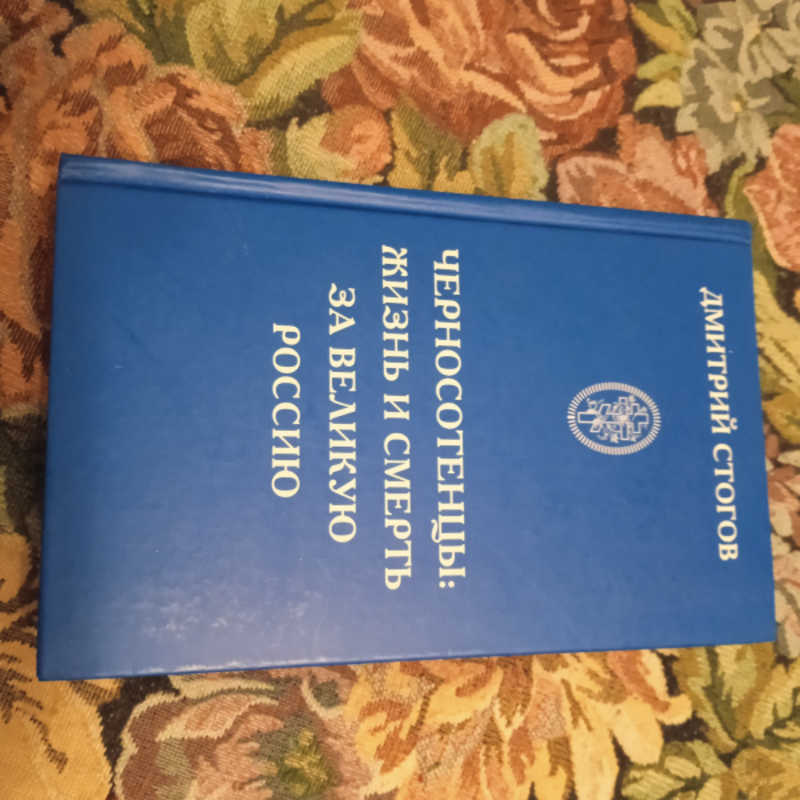 ДМИТРИЙ СТОГОВ
ЧЕРНОСОТЕНЦЫ:
ЖИЗНЬ И СМЕРТЬ
ЗА ВЕЛИКУЮ
РОССИЮ